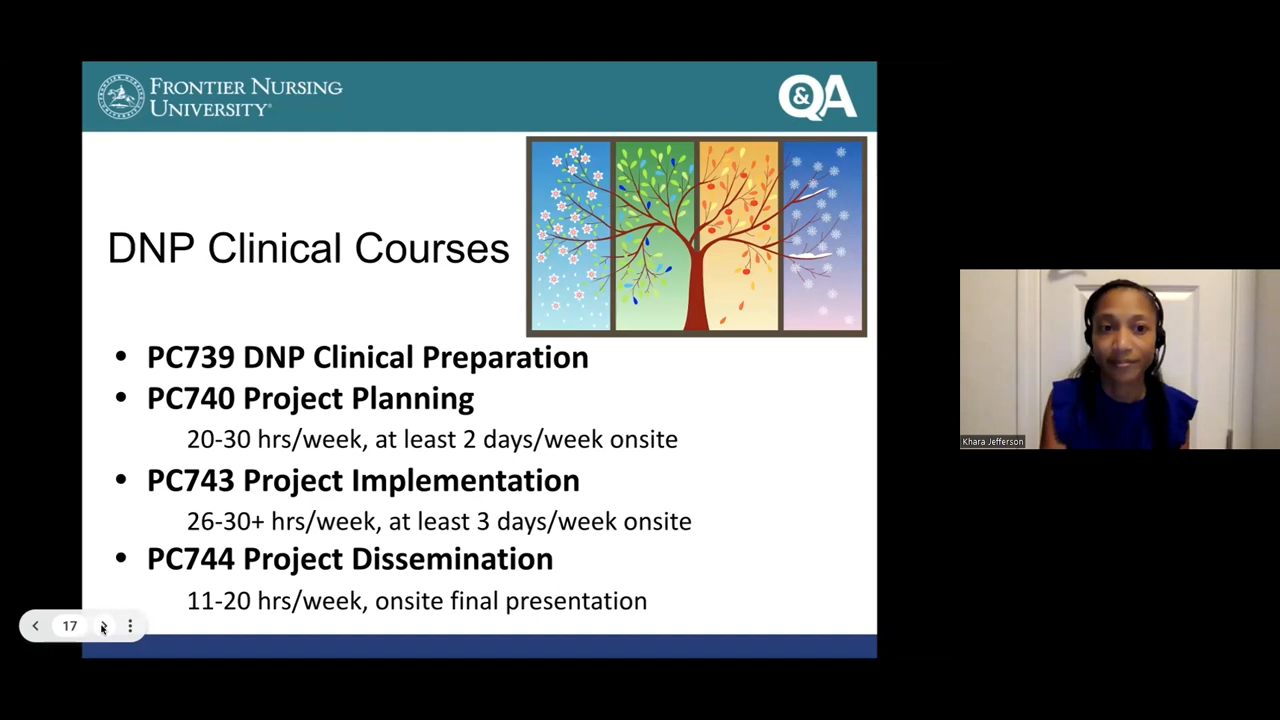 FRONTIER NURSING
UNIVERSITY®
Q&A
DNP Clinical Courses
• PC739 DNP Clinical Preparation
• PC740 Project Planning
20-30 hrs/week, at least 2 days/week onsite
• PC743 Project Implementation
26-30+ hrs/week, at least 3 days/week onsite
• PC744 Project Dissemination
11-20 hrs/week, onsite final presentation
17
Khara Jefferson